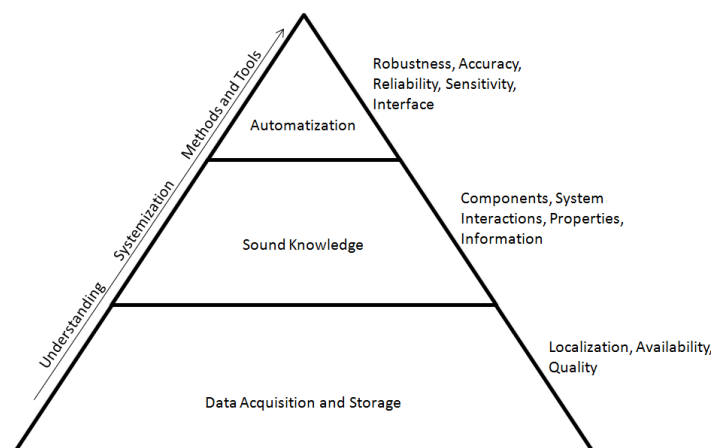 Methods and Tools
Robustness, Accuracy,
Reliability, Sensitivity,
Interface
Automatization
Systemization
Components, System
Interactions, Properties,
Information
Sound Knowledge
Understanding
Localization, Availability,
Quality
Data Acquisition and Storage